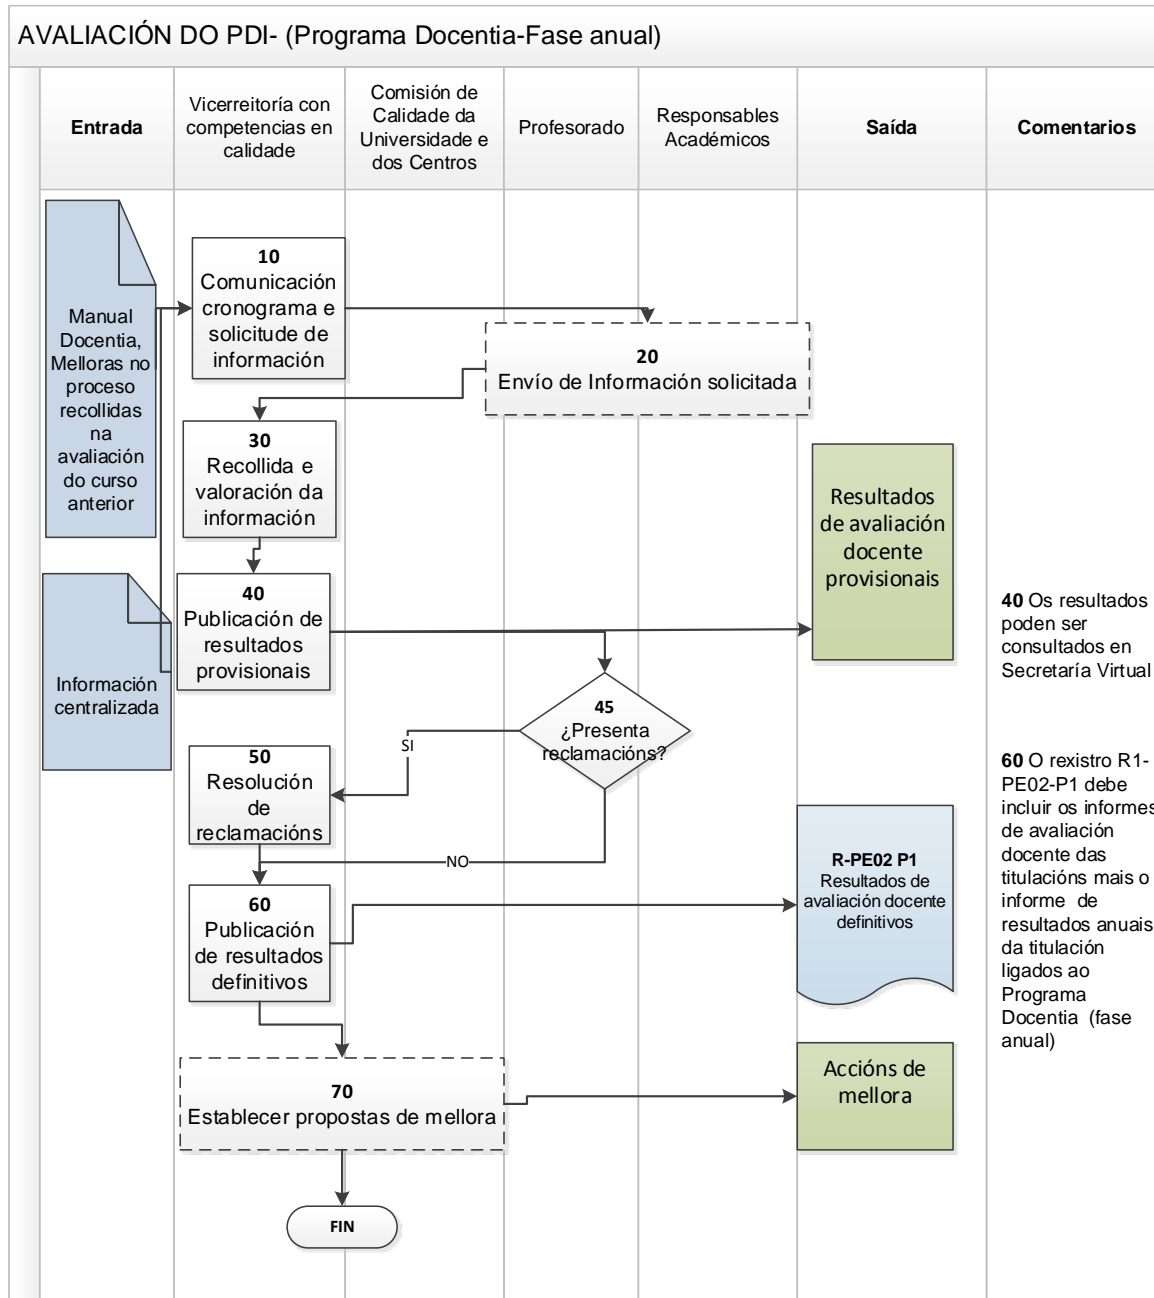 AVALIACIÓN DO PDI- (Programa Docentia-Fase anual)
Entrada
Vicerreitoría con
competencias en
calidade
Comisión de
Calidade da
Universidade e
dos Centros
Profesorado
Responsables
Académicos
Saída
Comentarios
Manual
Docentia,
Melloras no
proceso
recollidas
na
avaliación
do curso
anterior
10
Comunicación
cronograma e
solicitude de
información
20
Envío de Información solicitada
30
Recollida e
valoración da
información
Resultados
de avaliación
docente
provisionais
Información
centralizada
40
Publicación de
resultados
provisionais
40 Os resultados
poden ser
consultados en
Secretaría Virtual
45
¿Presenta
reclamacións?
SI
50
Resolución
de
reclamacións
NO
60
Publicación
de resultados
definitivos
R-PE02 P1
Resultados de
avaliación docente
definitivos
60 O rexistro R1-
PE02-P1 debe
incluir os informes
de avaliación
docente das
titulacións mais o
informe de
resultados anuais
da titulación
ligados ao
Programa
Docentia (fase
anual)
70
Establecer propostas de mellora
Accións de
mellora
FIN